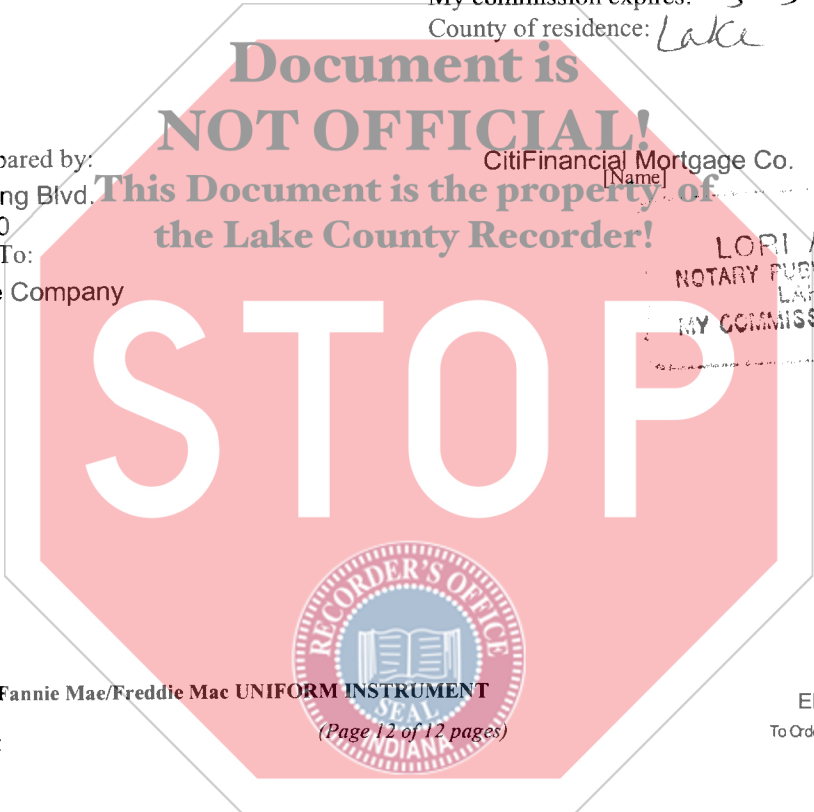 My commission expires:
County of residence: Lake
Document is
NOT OFFICIAL!
pared by:
CitiFinancial Mortgage Co.
[Name]
ng Blvd.
This Document is the property of
0
the Lake County Recorder!
To:
LORI
e Company
NOTARY PUB
MY COMMISS
STOP
RECORDER'S OFFICE
Fannie Mae/Freddie Mac UNIFORM INSTRUMENT
SEAL
(Page 12 of 12 pages)
INDIANA
To Orde